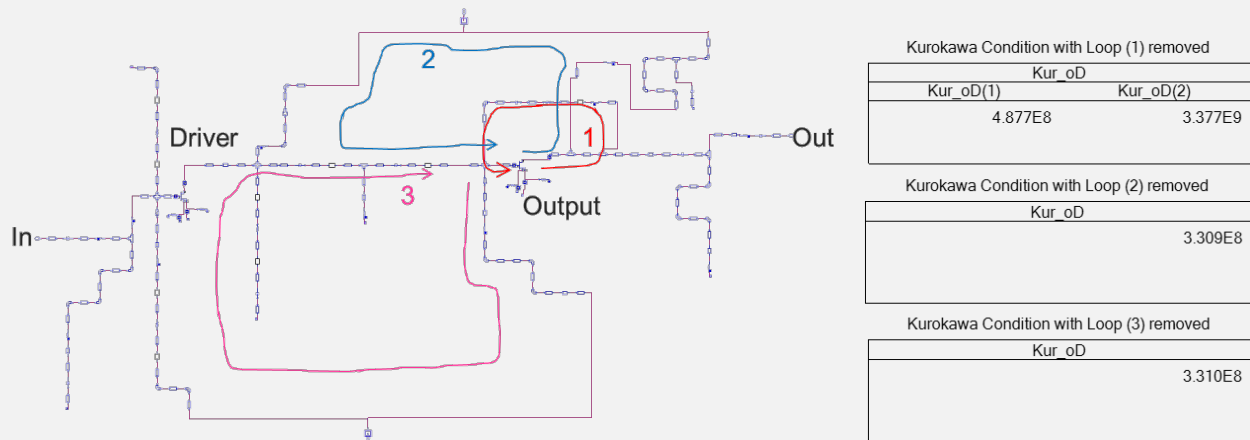 2
Driver
1
Out
3
Output
In
Kurokawa Condition with Loop (1) removed
Kur_oD
Kur_oD(1) Kur_oD(2)
4.877E8 3.377E9
Kurokawa Condition with Loop (2) removed
Kur_oD
3.309E8
Kurokawa Condition with Loop (3) removed
Kur_oD
3.310E8